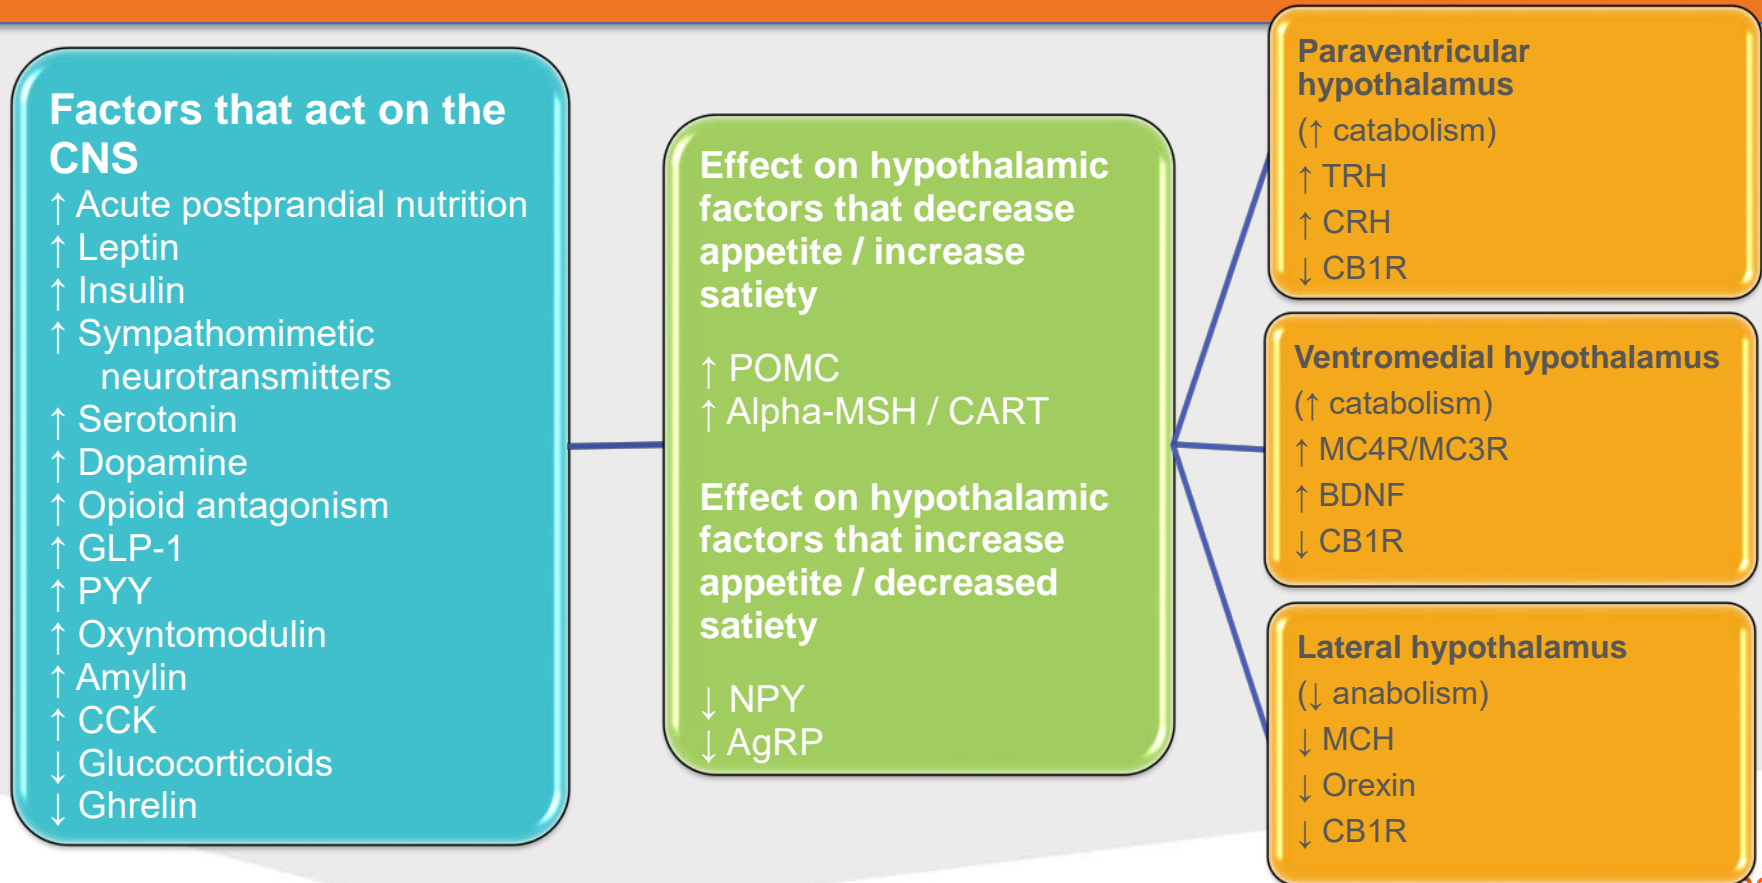 Factors that act on the
CNS
↑ Acute postprandial nutrition
↑ Leptin
↑ Insulin
↑ Sympathomimetic
neurotransmitters
↑ Serotonin
↑ Dopamine
↑ Opioid antagonism
↑ GLP-1
↑ PYY
↑ Oxyntomodulin
↑ Amylin
↑ CCK
↓ Glucocorticoids
↓ Ghrelin
Effect on hypothalamic
factors that decrease
appetite / increase
satiety
↑ POMC
↑ Alpha-MSH / CART
Effect on hypothalamic
factors that increase
appetite / decreased
satiety
↓ NPY
↓ AgRP
Paraventricular
hypothalamus
(↑ catabolism)
↑ TRH
↑ CRH
↓ CB1R
Ventromedial hypothalamus
(↑ catabolism)
↑ MC4R/MC3R
↑ BDNF
↓ CB1R
Lateral hypothalamus
(↓ anabolism)
↓ MCH
↓ Orexin
↓ CB1R